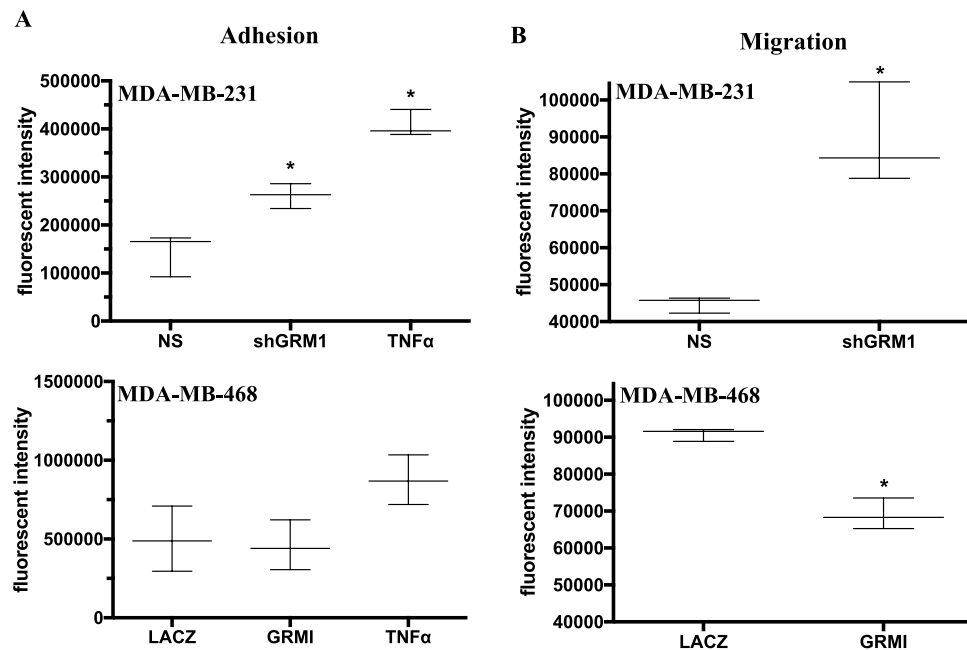 A
Adhesion
MDA-MB-231
fluorescent intensity
500000
400000
300000
200000
100000
0
*
*
NS shGRM1 TNFα
MDA-MB-468
fluorescent intensity
1500000
1000000
500000
0
LACZ GRMI TNFα
B
Migration
MDA-MB-231
fluorescent intensity
100000
90000
80000
70000
60000
50000
40000
*
NS shGRM1
MDA-MB-468
fluorescent intensity
100000
90000
80000
70000
60000
50000
40000
*
LACZ GRMI